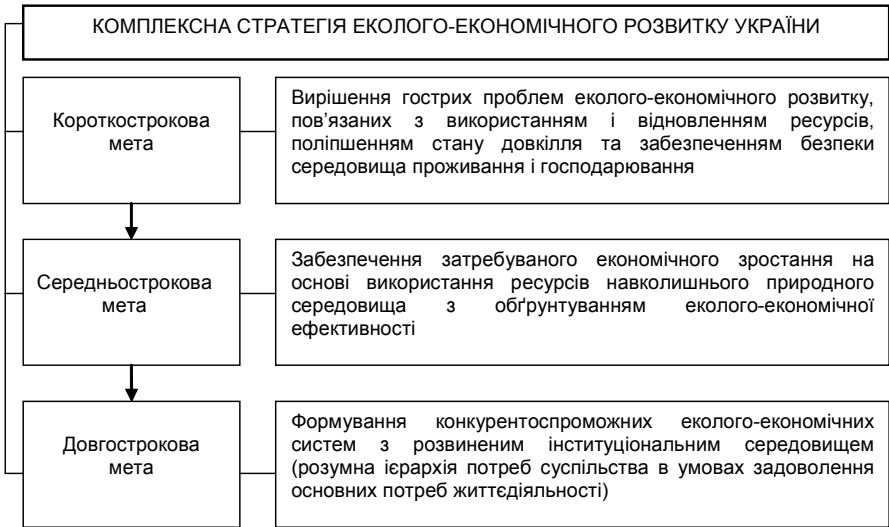 КОМПЛЕКСНА СТРАТЕГІЯ ЕКОЛОГО-ЕКОНОМІЧНОГО РОЗВИТКУ УКРАЇНИ
Короткострокова
мета
Вирішення гострих проблем еколого-економічного розвитку,
пов’язаних з використанням і відновленням ресурсів,
поліпшенням стану довкілля та забезпеченням безпеки
середовища проживання і господарювання
Середньострокова
мета
Забезпечення затребуваного економічного зростання на
основі використання ресурсів навколишнього природного
середовища з обґрунтуванням еколого-економічної
ефективності
Довгострокова
мета
Формування конкурентоспроможних еколого-економічних
систем з розвиненим інституціональним середовищем
(розумна ієрархія потреб суспільства в умовах задоволення
основних потреб життєдіяльності)